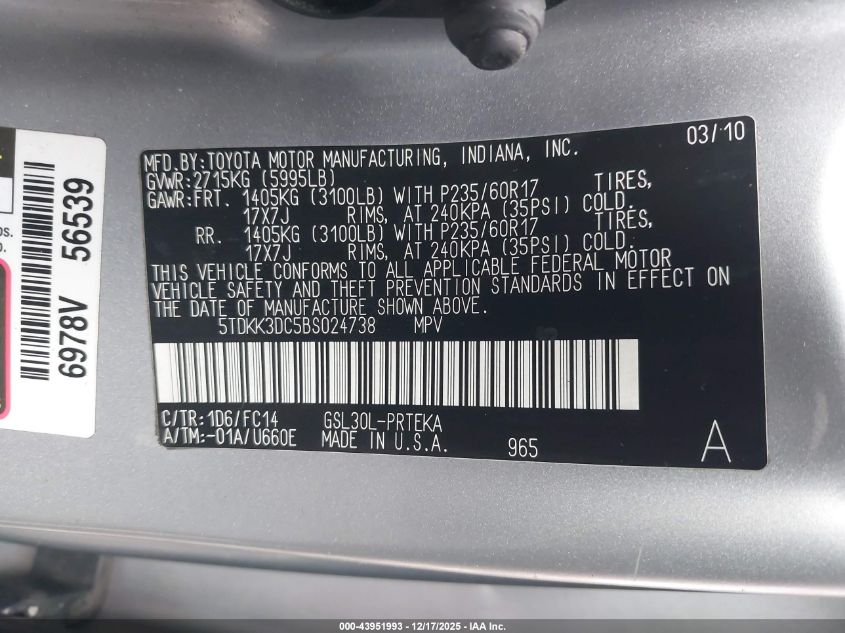 03/10
MFD.BY:TOYOTA MOTOR MANUFACTURING, INDIANA, INC.
GVWR:2715KG (5995LB)
GAWR:FRT. 1405KG (3100LB) WITH P235/60R17 TIRES,
17X7J RIMS, AT 240KPA (35PSI) COLD.
RR. 1405KG (3100LB) WITH P235/60R17 TIRES,
17X7J RIMS, AT 240KPA (35PSI) COLD.
THIS VEHICLE CONFORMS TO ALL APPLICABLE FEDERAL MOTOR
VEHICLE SAFETY AND THEFT PREVENTION STANDARDS IN EFFECT ON
THE DATE OF MANUFACTURE SHOWN ABOVE.
5TDKK3DC5BS024738 MPV
C/TR:1D6/FC14 GSL30L-PRTEKA
A/TM:-01A/U660E MADE IN U.S.A. 965 A
6978V 56539
000-43951993 - 12/17/2025 - IAA Inc.